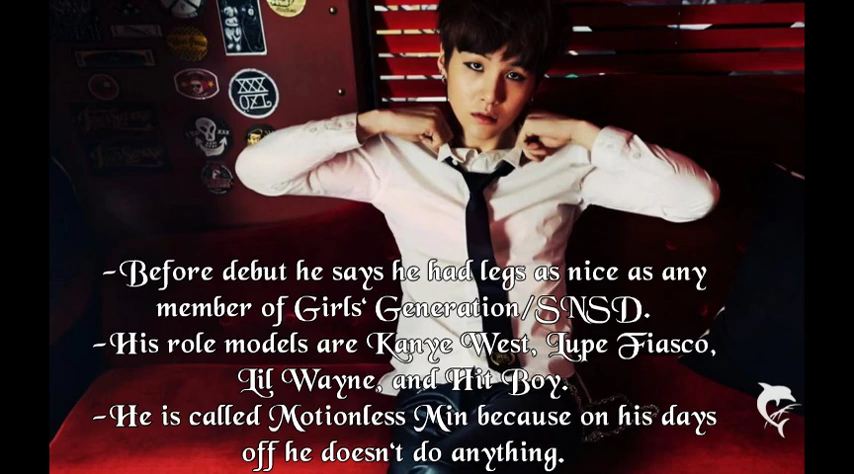 XXX
OXI
-Before debut he says he had legs as nice as any
member of Girls' Generation/SNSD.
-His role models are Kanye West, Lupe Fiasco,
Lil Wayne, and Hit Boy.
-He is called Motionless Min because on his days
off he doesn't do anything.